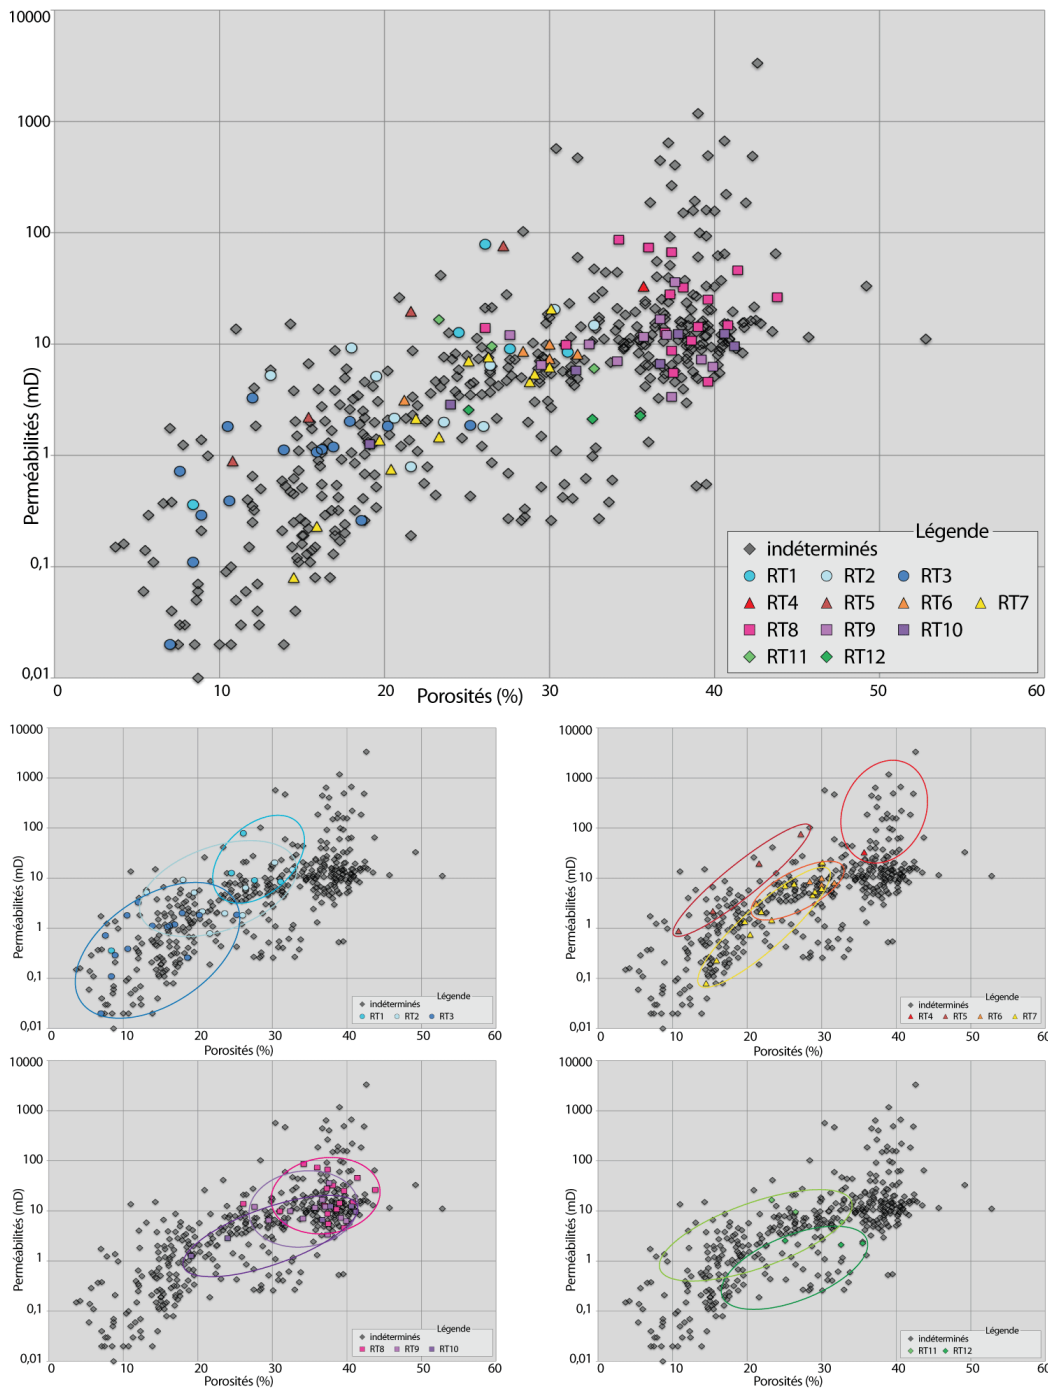 10000
1000
100
10
1
0,1
0,01
Perméabilités (mD)
0 10 20 30 40 50 60
Porosités (%)
Légende
indéterminés
RT1 RT2 RT3
RT4 RT5 RT6 RT7
RT8 RT9 RT10
RT11 RT12
10000
1000
100
10
1
0,1
0,01
Perméabilités (mD)
0 10 20 30 40 50 60
Porosités (%)
Légende
indéterminés
RT1 RT2 RT3
10000
1000
100
10
1
0,1
0,01
Perméabilités (mD)
0 10 20 30 40 50 60
Porosités (%)
Légende
indéterminés
RT4 RT5 RT6 RT7
10000
1000
100
10
1
0,1
0,01
Perméabilités (mD)
0 10 20 30 40 50 60
Porosités (%)
Légende
indéterminés
RT8 RT9 RT10
10000
1000
100
10
1
0,1
0,01
Perméabilités (mD)
0 10 20 30 40 50 60
Porosités (%)
Légende
indéterminés
RT11 RT12